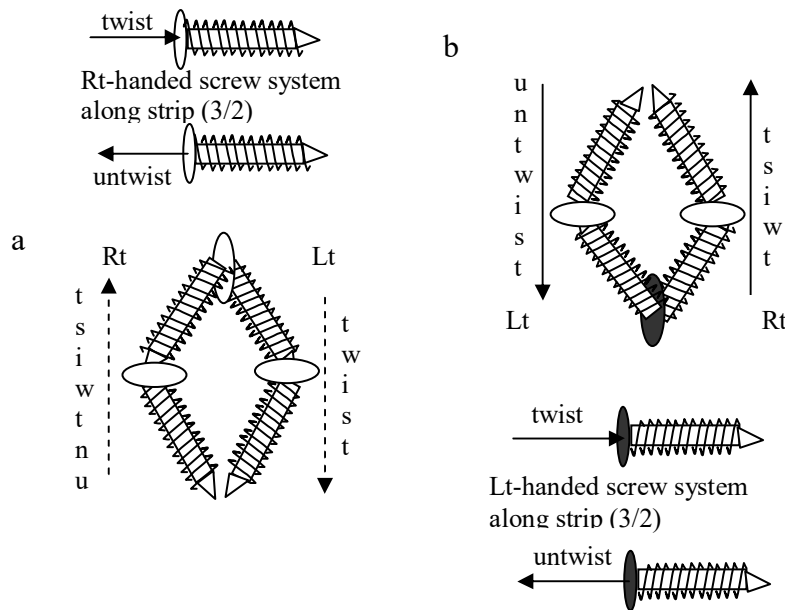 twist
Rt-handed screw system
along strip (3/2)
untwist
a
Rt
Lt
t s i w t n u
t w i s t
b
u n t w i s t
t s i w t
Lt
Rt
twist
Lt-handed screw system
along strip (3/2)
untwist